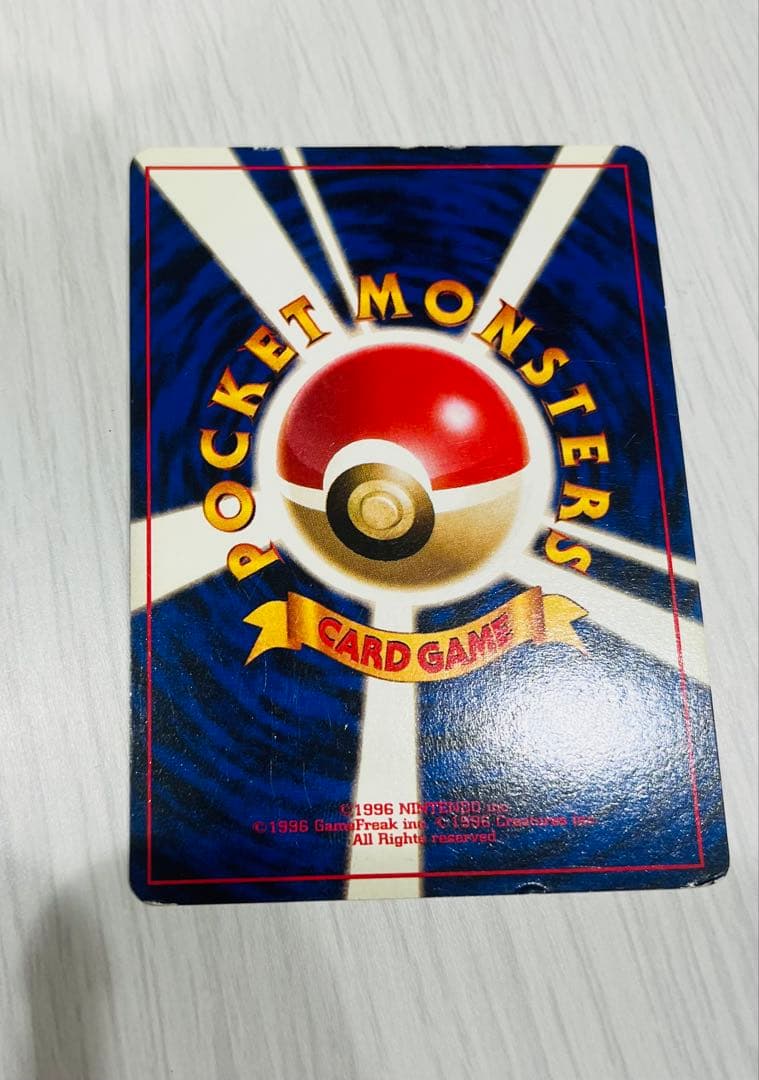 POCKET MONSTERS
CARD GAME
©1996 NINTENDO inc.
©1996 GameFreak inc. ©1996 Creatures inc.
All Rights reserved.